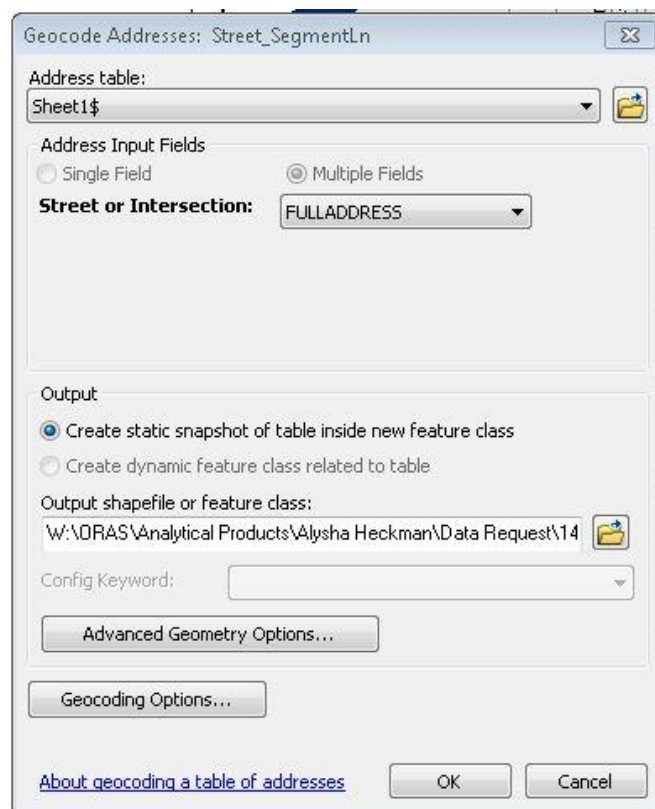 Geocode Addresses: Street_SegmentLn
Address table:
Sheet1$
Address Input Fields
Single Field
Multiple Fields
Street or Intersection:
FULLADDRESS
Output
Create static snapshot of table inside new feature class
Create dynamic feature class related to table
Output shapefile or feature class:
W:\ORAS\Analytical Products\Alysha Heckman\Data Request\14
Config Keyword:
Advanced Geometry Options...
Geocoding Options...
About geocoding a table of addresses
OK
Cancel